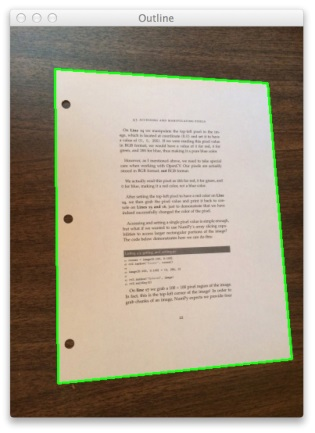 Outline
4.3 ACCESSING AND MANIPULATING PIXELS
On Line 14 we manipulate the top-left pixel in the im-
age, which is located at coordinate (0,0) and set it to have
a value of (0, 0, 255). If we were reading this pixel value
in RGB format, we would have a value of 0 for red, 0 for
green, and 255 for blue, thus making it a pure blue color.
However, as I mentioned above, we need to take special
care when working with OpenCV. Our pixels are actually
stored in BGR format, not RGB format.
We actually read this pixel as 255 for red, 0 for green, and
0 for blue, making it a red color, not a blue color.
After setting the top-left pixel to have a red color on Line
14, we then grab the pixel value and print it back to con-
sole on Lines 15 and 16, just to demonstrate that we have
indeed successfully changed the color of the pixel.
Accessing and setting a single pixel value is simple enough,
but what if we wanted to use NumPy's array slicing capa-
bilities to access larger rectangular portions of the image?
The code below demonstrates how we can do this:
On Line 17 we grab a 100 × 100 pixel region of the image.
In fact, this is the top-left corner of the image! In order to
grab chunks of an image, NumPy expects we provide four
22